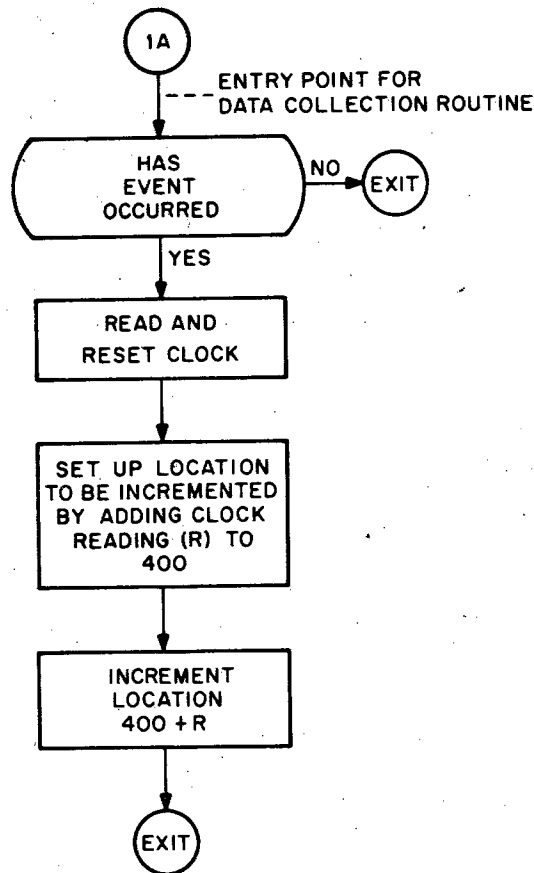 1A
ENTRY POINT FOR
DATA COLLECTION ROUTINE
HAS
EVENT
OCCURRED
NO
EXIT
YES
READ AND
RESET CLOCK
SET UP LOCATION
TO BE INCREMENTED
BY ADDING CLOCK
READING (R) TO
400
INCREMENT
LOCATION
400 + R
EXIT